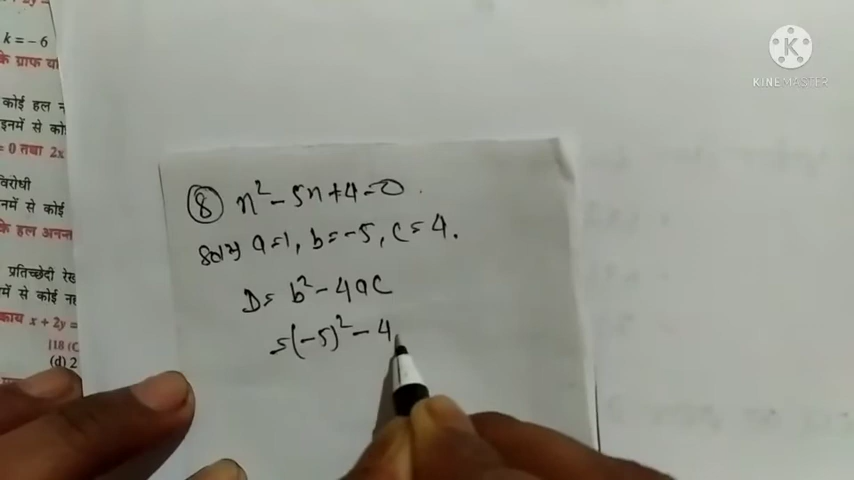 k = – 6
के ग्राफ
कोई हल
इनमें से
= 0 तथा 2x
विरोधी
नमें से कोई
के हल अनन्त
प्रतिच्छेदी
में से कोई
x + 2y =
(d) 2
KINEMASTER
⑧ x² - 5x + 4 = 0.
a = 1, b = -5, c = 4.
D = b² - 4ac
= (-5)² - 4